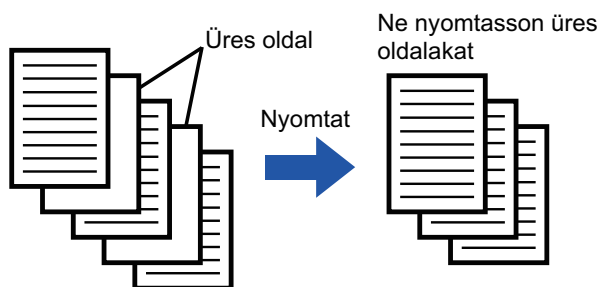 Üres oldal
Nyomtat
Ne nyomtasson üres
oldalakat